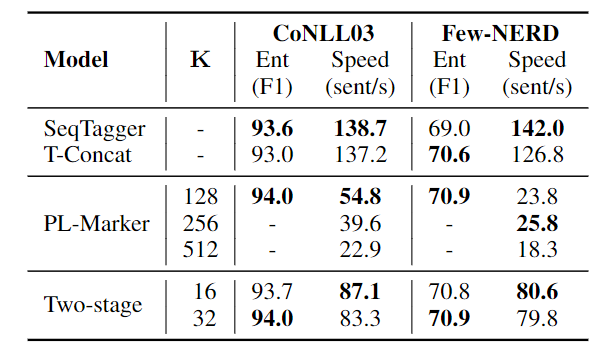 CoNLL03 Few-NERD
Model K Ent Speed Ent Speed
(F1) (sent/s) (F1) (sent/s)
SeqTagger - 93.6 138.7 69.0 142.0
T-Concat - 93.0 137.2 70.6 126.8
128 94.0 54.8 70.9 23.8
PL-Marker 256 - 39.6 - 25.8
512 - 22.9 - 18.3
Two-stage 16 93.7 87.1 70.8 80.6
32 94.0 83.3 70.9 79.8